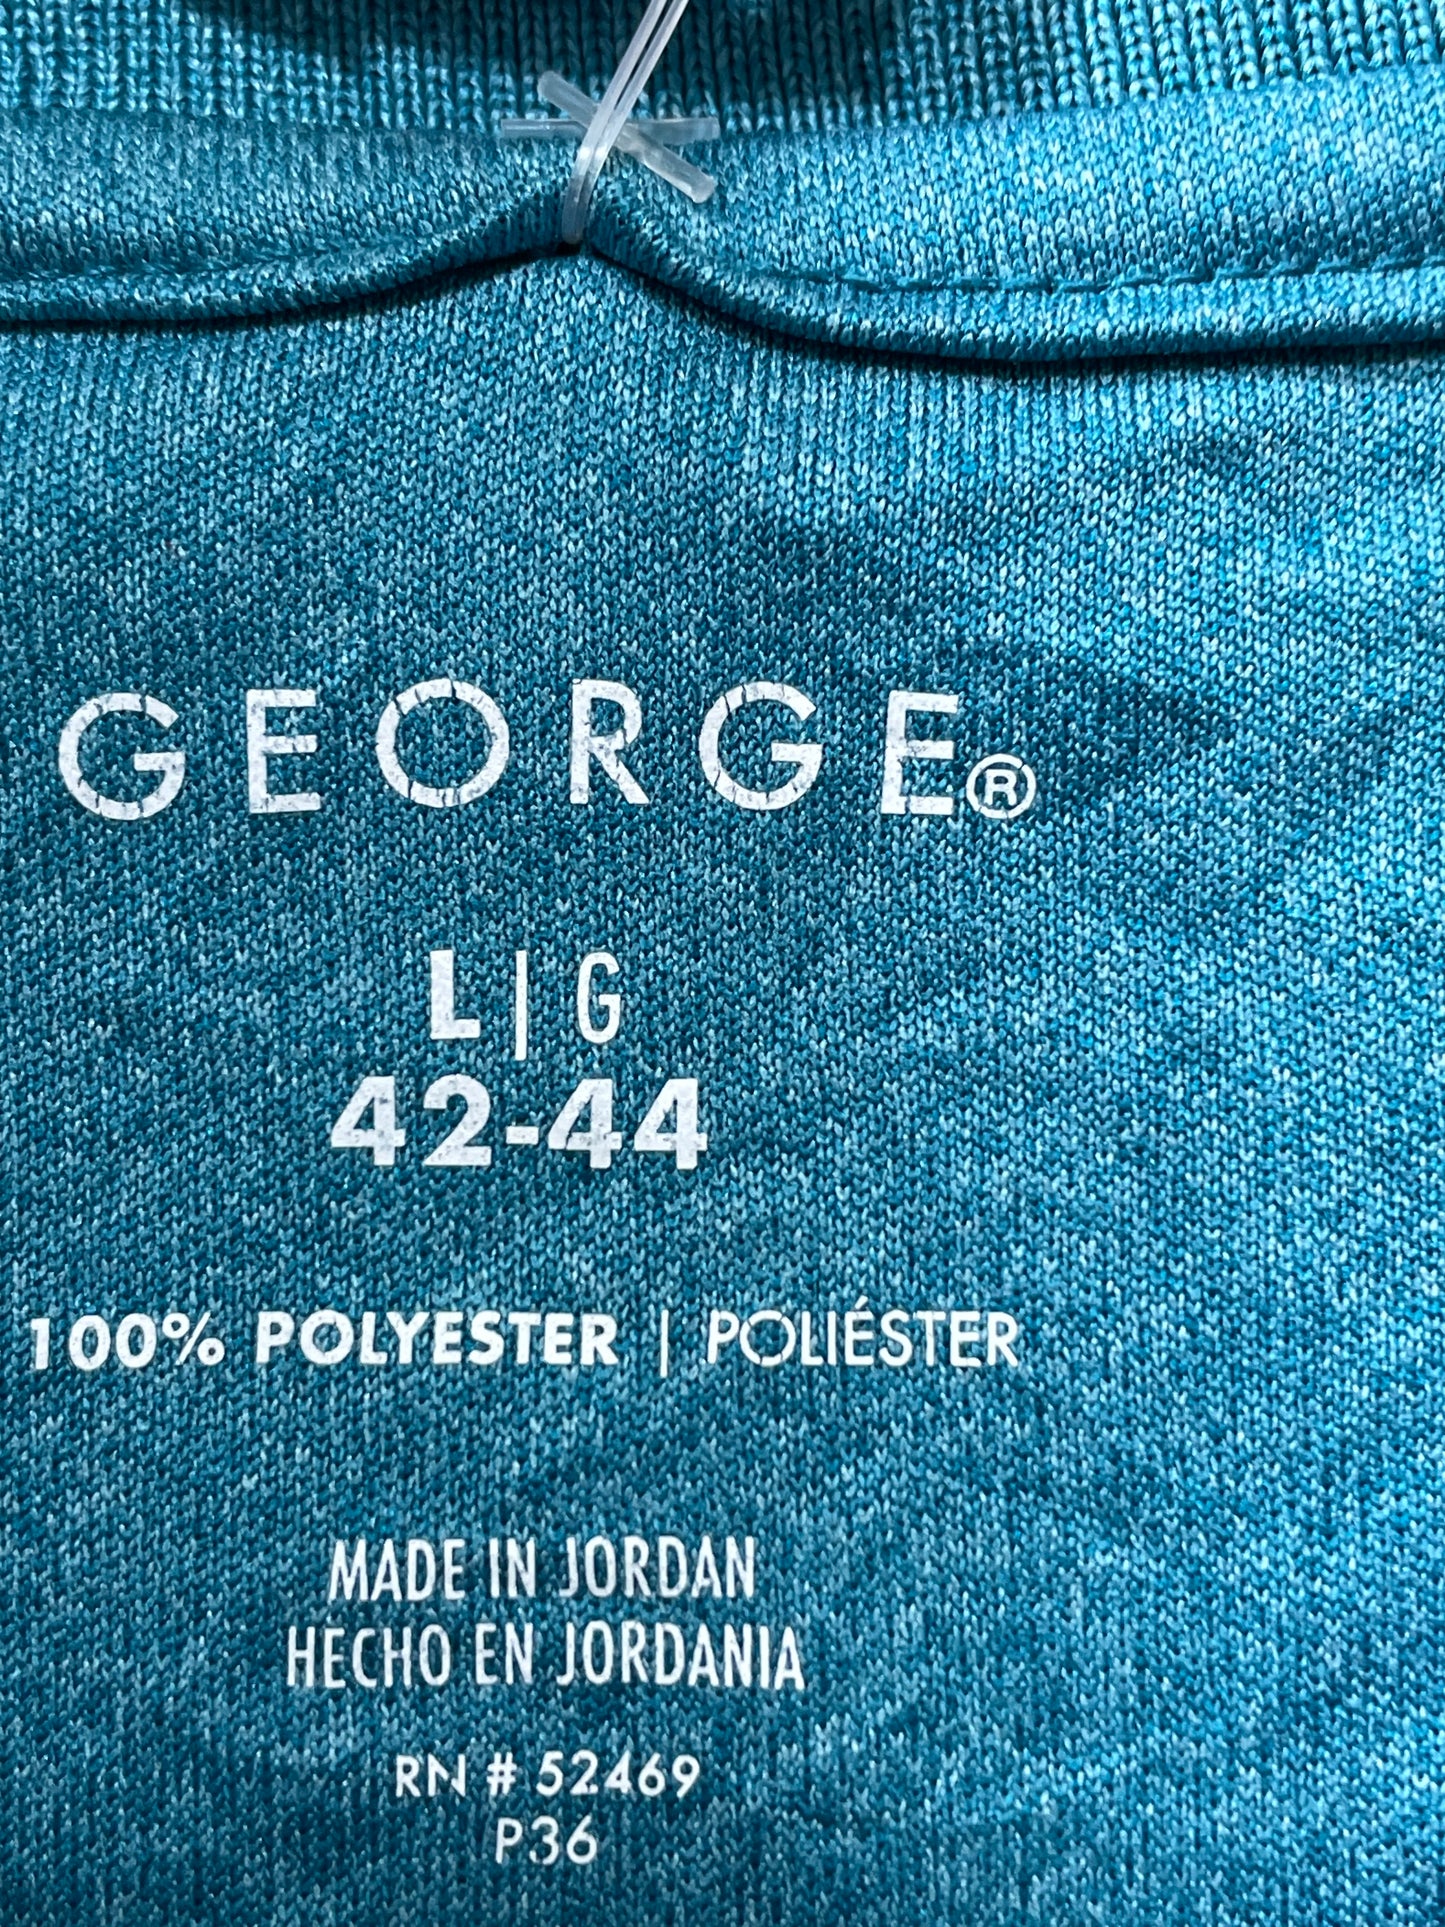 GEORGE®
L | G
42-44
100% POLYESTER | POLIÉSTER
MADE IN JORDAN
HECHO EN JORDANIA
RN # 52469
P36